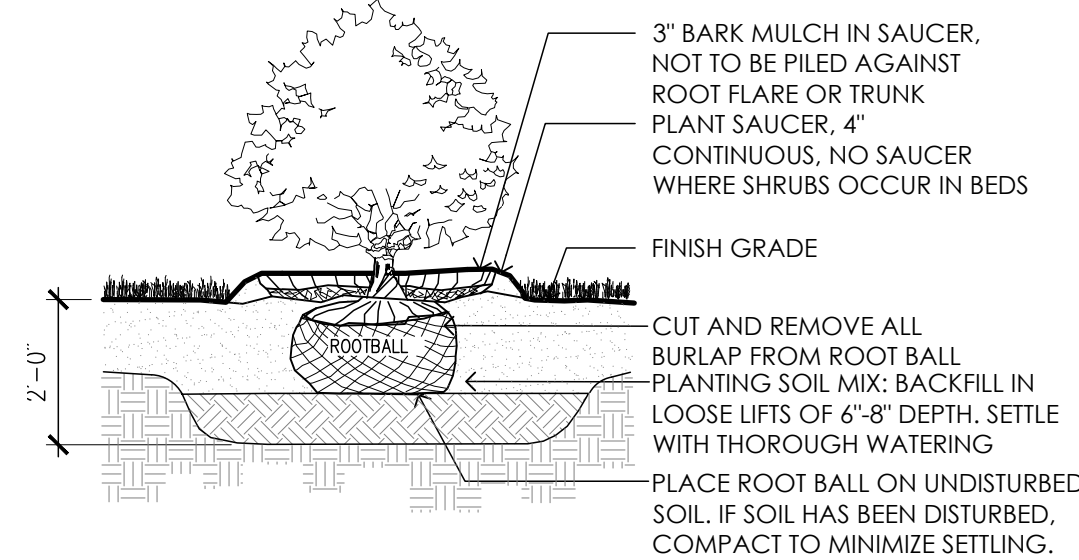 3" BARK MULCH IN SAUCER,
NOT TO BE PILED AGAINST
ROOT FLARE OR TRUNK
PLANT SAUCER, 4"
CONTINUOUS, NO SAUCER
WHERE SHRUBS OCCUR IN BEDS
FINISH GRADE
CUT AND REMOVE ALL
BURLAP FROM ROOT BALL
PLANTING SOIL MIX: BACKFILL IN
LOOSE LIFTS OF 6"-8" DEPTH. SETTLE
WITH THOROUGH WATERING
PLACE ROOT BALL ON UNDISTURBED
SOIL. IF SOIL HAS BEEN DISTURBED,
COMPACT TO MINIMIZE SETTLING.
ROOTBALL
2'-0"